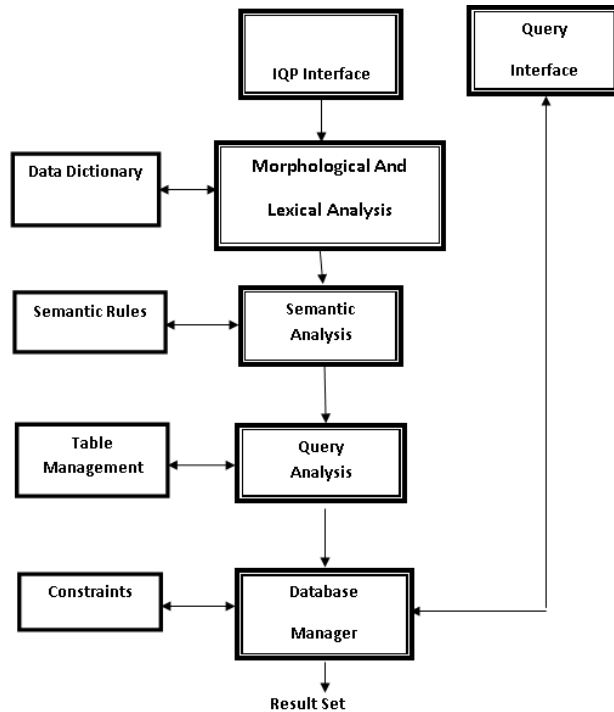 Query
Interface
IQP Interface
Morphological And
Lexical Analysis
Data Dictionary
Semantic
Analysis
Semantic Rules
Query
Analysis
Table
Management
Database
Manager
Constraints
Result Set